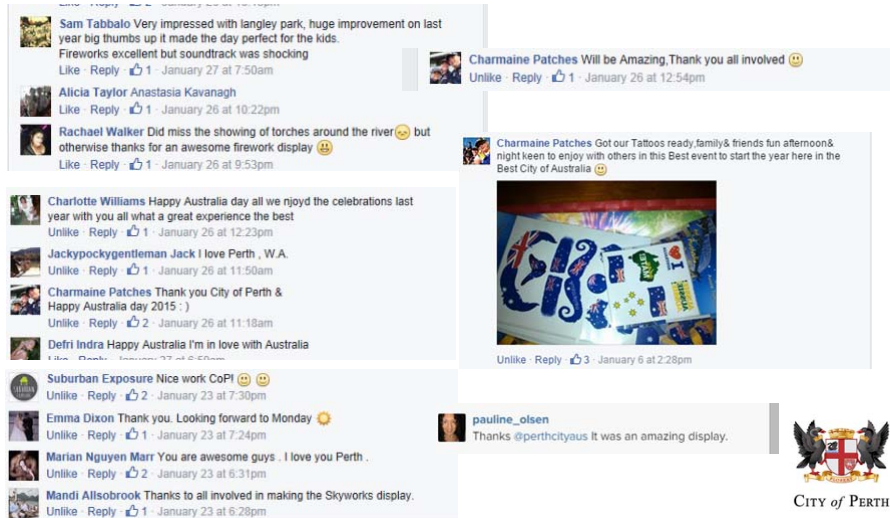 Sam Tabbalo Very impressed with langley park, huge improvement on last
year big thumbs up it made the day perfect for the kids.
Fireworks excellent but soundtrack was shocking
Like · Reply · 1 · January 27 at 7:50am
Alicia Taylor Anastasia Kavanagh
Like · Reply · 1 · January 26 at 10:22pm
Rachael Walker Did miss the showing of torches around the river but
otherwise thanks for an awesome firework display
Like · Reply · 1 · January 26 at 9:53pm
Charmaine Patches Will be Amazing,Thank you all involved
Unlike · Reply · 1 · January 26 at 12:54pm
Charmaine Patches Got our Tattoos ready,family& friends fun afternoon&
night keen to enjoy with others in this Best event to start the year here in the
Best City of Australia
Unlike · Reply · 3 · January 6 at 2:28pm
Charlotte Williams Happy Australia day all we njoyd the celebrations last
year with you all what a great experience the best
Unlike · Reply · 1 · January 26 at 12:23pm
Jackypockygentleman Jack I love Perth , W.A.
Unlike · Reply · 1 · January 26 at 11:50am
Charmaine Patches Thank you City of Perth &
Happy Australia day 2015 : )
Unlike · Reply · 2 · January 26 at 11:18am
Defri Indra Happy Australia I'm in love with Australia
Suburban Exposure Nice work CoP!
Unlike · Reply · 2 · January 23 at 7:30pm
Emma Dixon Thank you. Looking forward to Monday
Unlike · Reply · 1 · January 23 at 7:24pm
Marian Nguyen Marr You are awesome guys . I love you Perth .
Unlike · Reply · 2 · January 23 at 6:31pm
Mandi Allsobrook Thanks to all involved in making the Skyworks display.
Unlike · Reply · 1 · January 23 at 6:28pm
pauline_olsen
Thanks @perthcityaus It was an amazing display.
CITY of PERTH